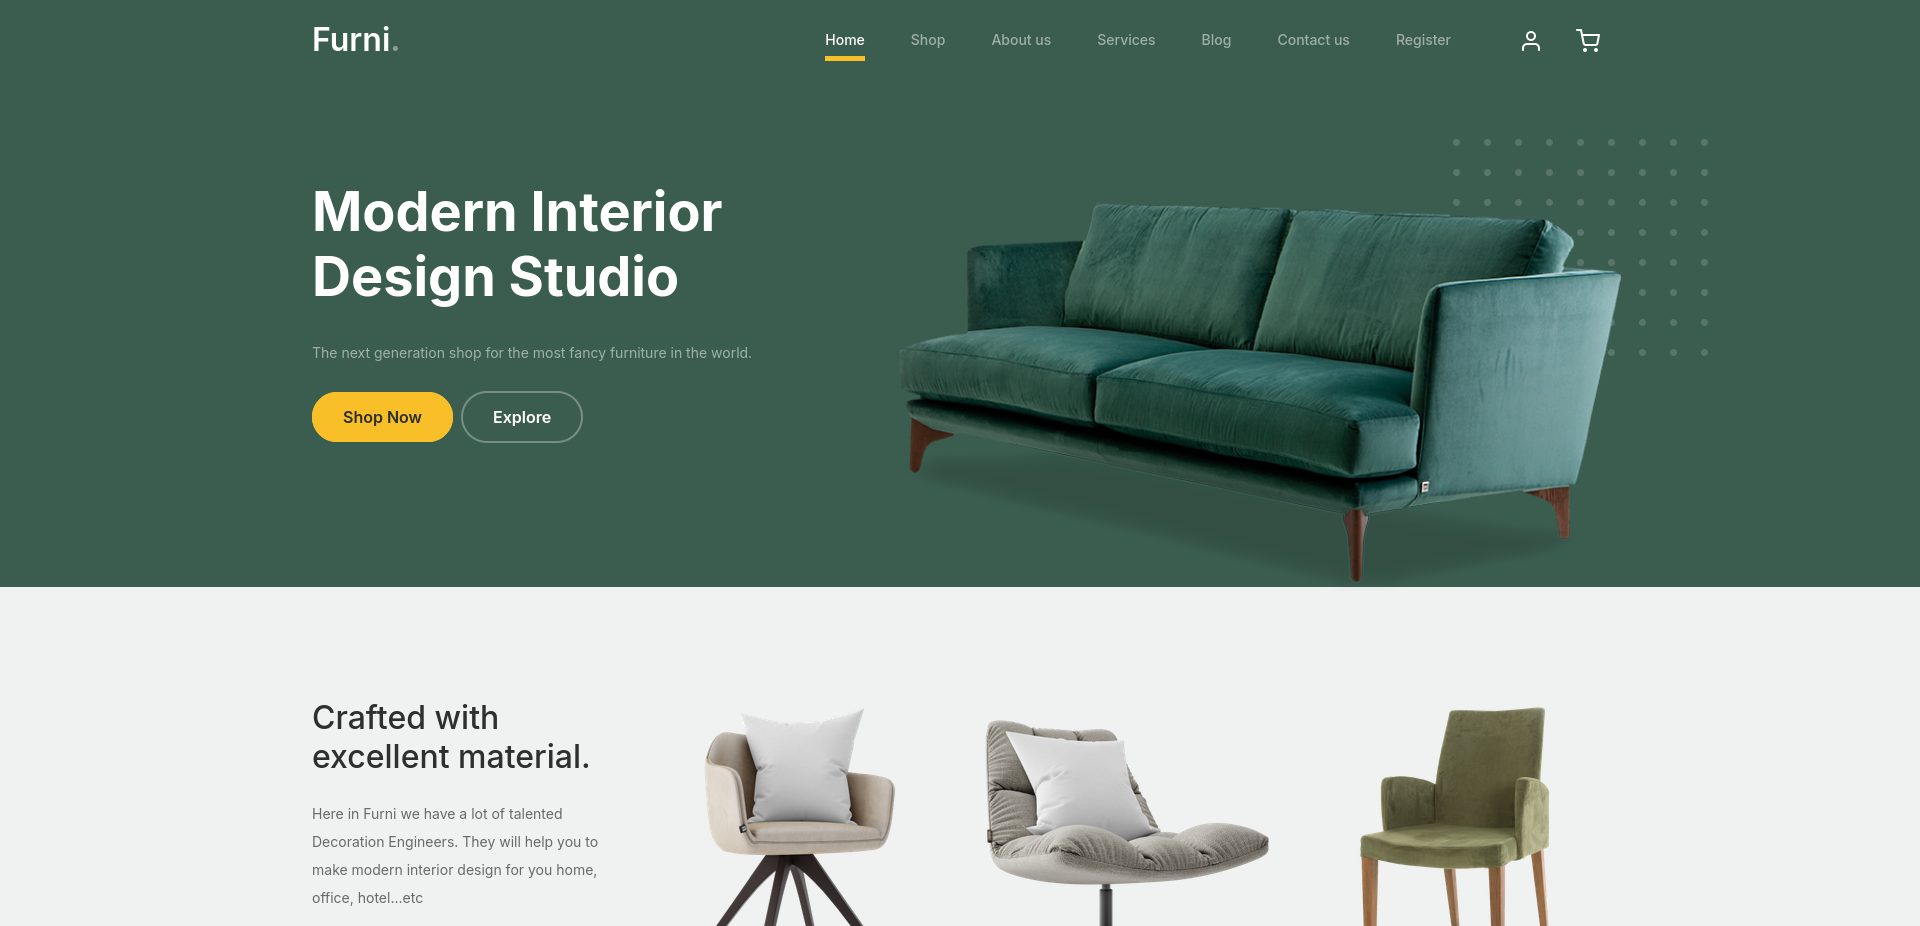 Furni.
Home
Shop
About us
Services
Blog
Contact us
Register
Modern Interior
Design Studio
The next generation shop for the most fancy furniture in the world.
Shop Now
Explore
Crafted with
excellent material.
Here in Furni we have a lot of talented
Decoration Engineers. They will help you to
make modern interior design for you home,
office, hotel...etc